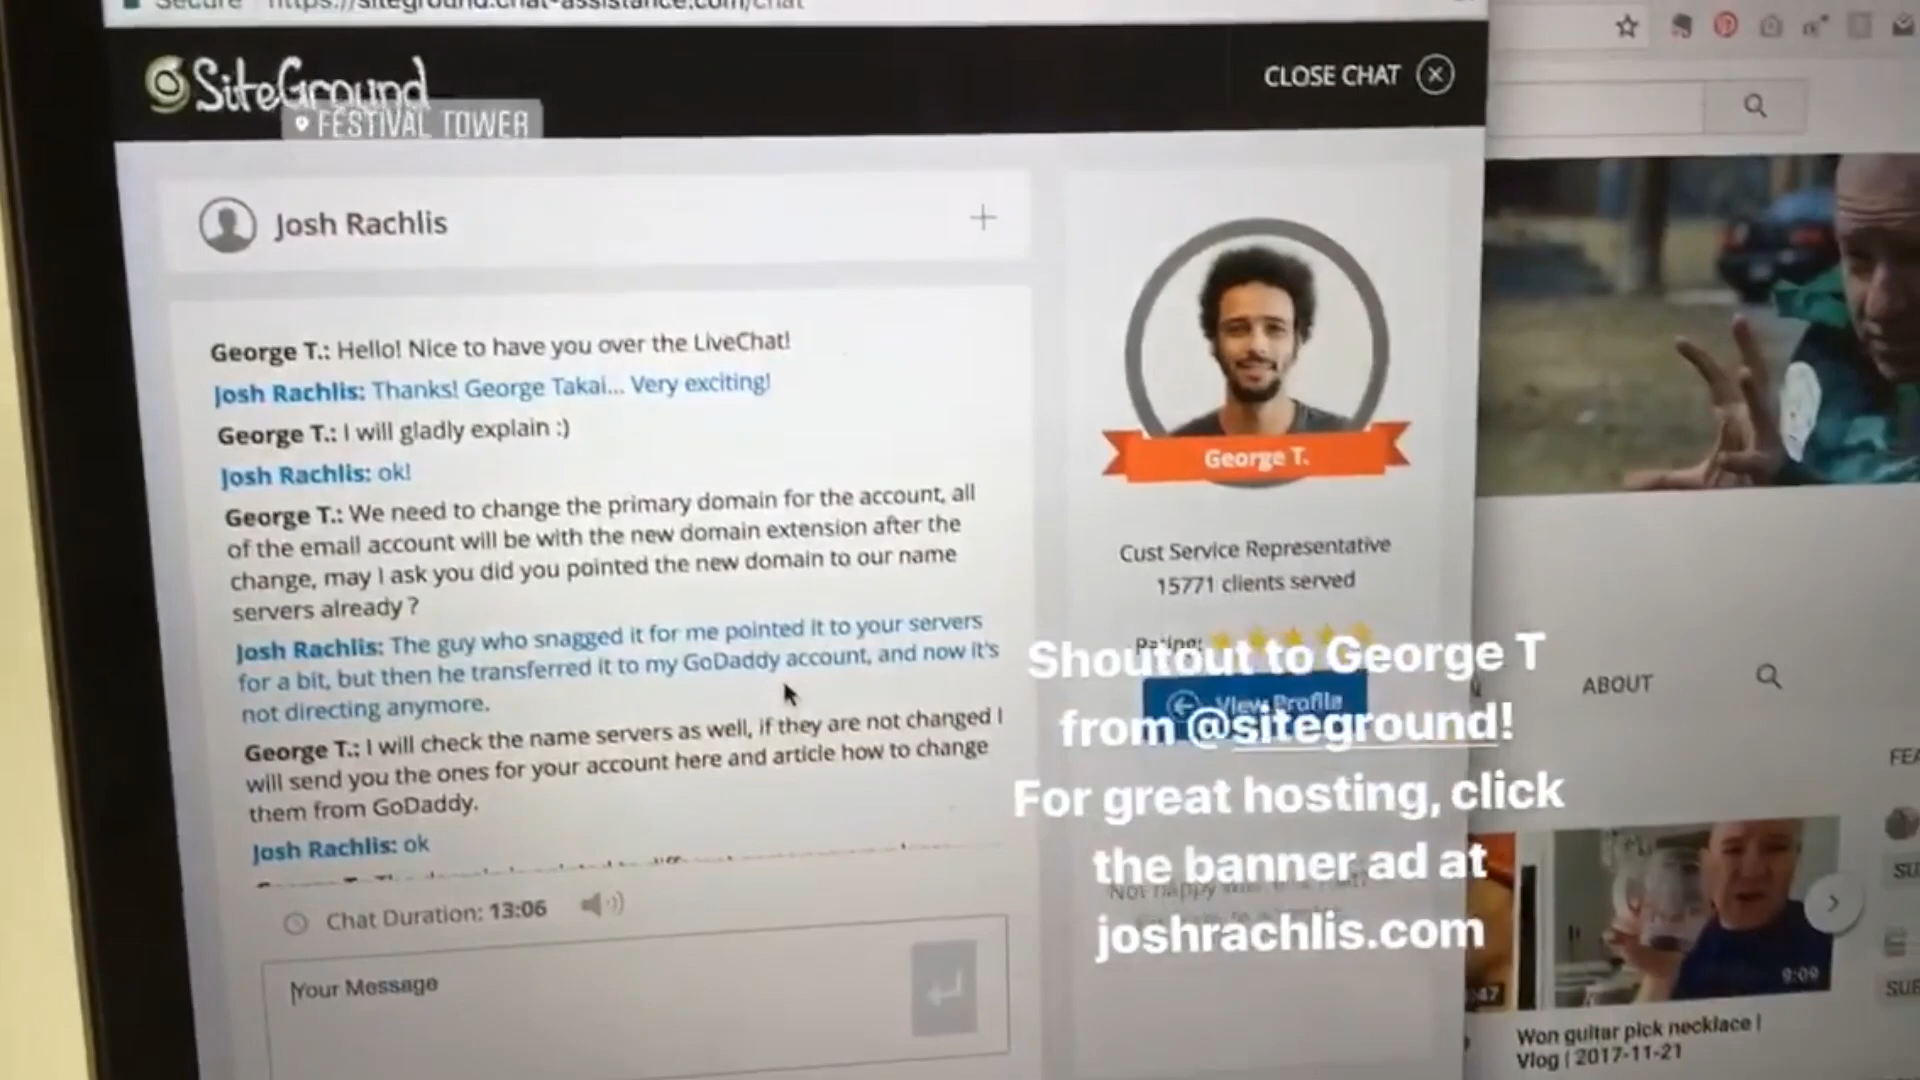 Secure
https://siteground.chat-assistance.com/chat
SiteGround
FESTIVAL TOWER
CLOSE CHAT
Josh Rachlis
George T.: Hello! Nice to have you over the LiveChat!
Josh Rachlis: Thanks! George Takai... Very exciting!
George T.: I will gladly explain :)
Josh Rachlis: ok!
George T.: We need to change the primary domain for the account, all
of the email account will be with the new domain extension after the
change, may I ask you did you pointed the new domain to our name
servers already ?
Josh Rachlis: The guy who snagged it for me pointed it to your servers
for a bit, but then he transferred it to my GoDaddy account, and now it's
not directing anymore.
George T.: I will check the name servers as well, if they are not changed I
will send you the ones for your account here and article how to change
them from GoDaddy.
Josh Rachlis: ok
Chat Duration: 13:06
Your Message
George T.
Cust Service Representative
15771 clients served
Rating:
View Profile
Not happy
Shoutout to George T
from @siteground!
For great hosting, click
the banner ad at
joshrachlis.com
ABOUT
FEA
SU
SUB
:47
9:09
Won guitar pick necklace |
Vlog | 2017-11-21